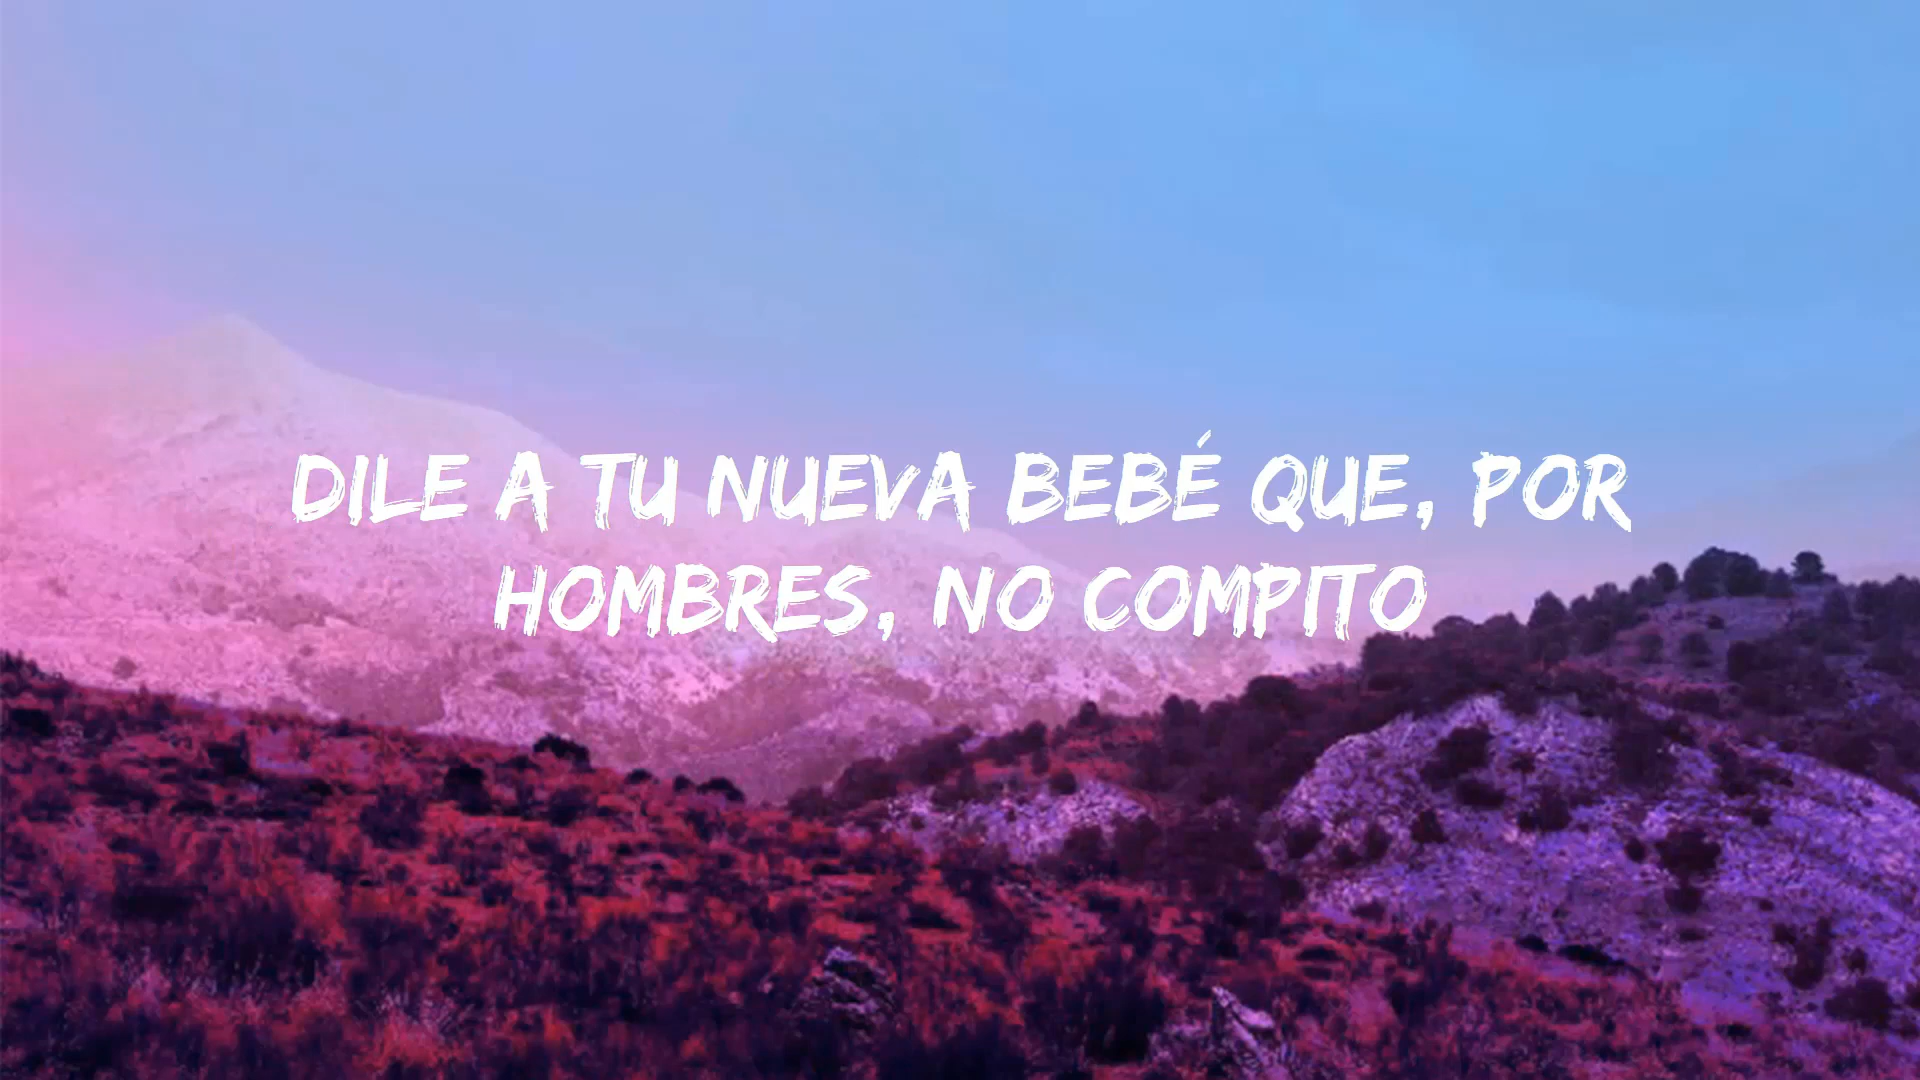 DILE A TU NUEVA BEBÉ QUE, POR
HOMBRES, NO COMPITO